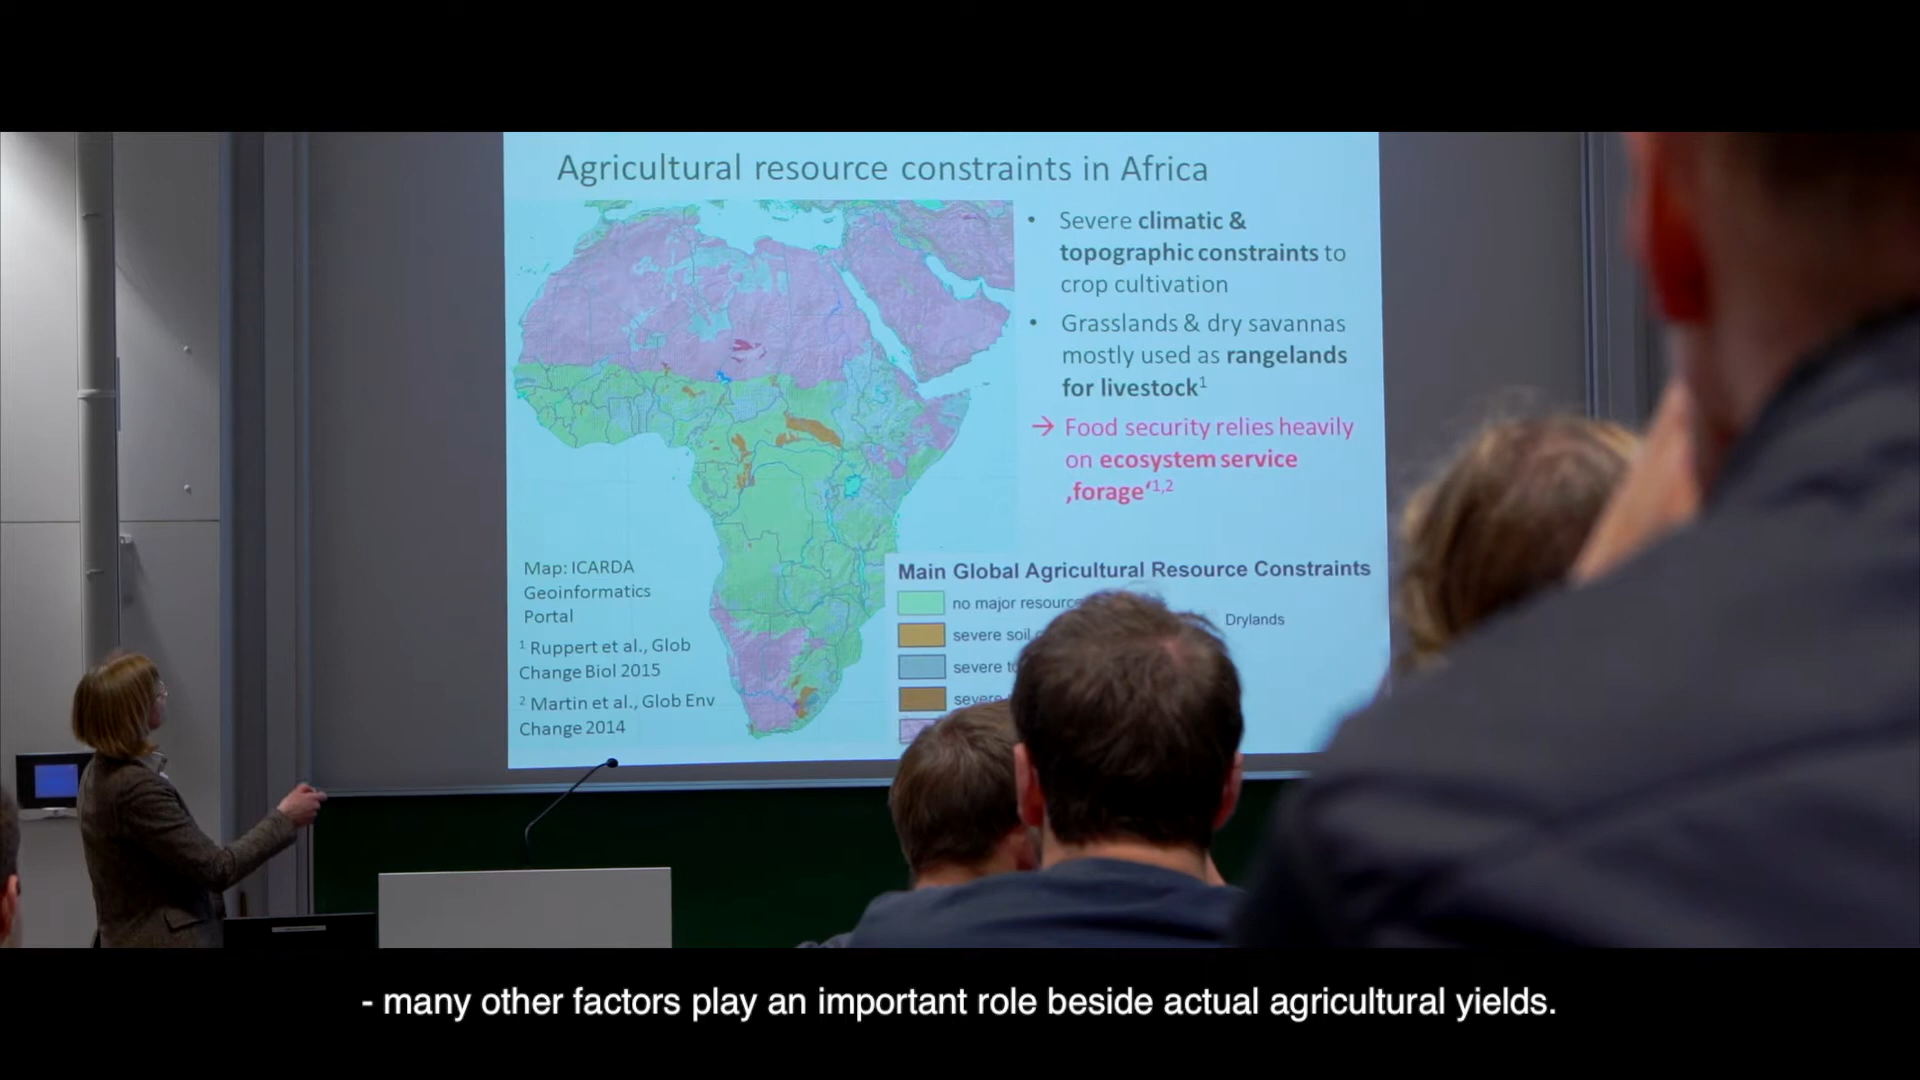 Agricultural resource constraints in Africa
• Severe climatic &
topographic constraints to
crop cultivation
• Grasslands & dry savannas
mostly used as rangelands
for livestock¹
→ Food security relies heavily
on ecosystem service
‚forage‘¹,²
Map: ICARDA
Geoinformatics
Portal
¹ Ruppert et al., Glob
Change Biol 2015
² Martin et al., Glob Env
Change 2014
Main Global Agricultural Resource Constraints
no major resource
Drylands
severe soil
severe
severe
- many other factors play an important role beside actual agricultural yields.